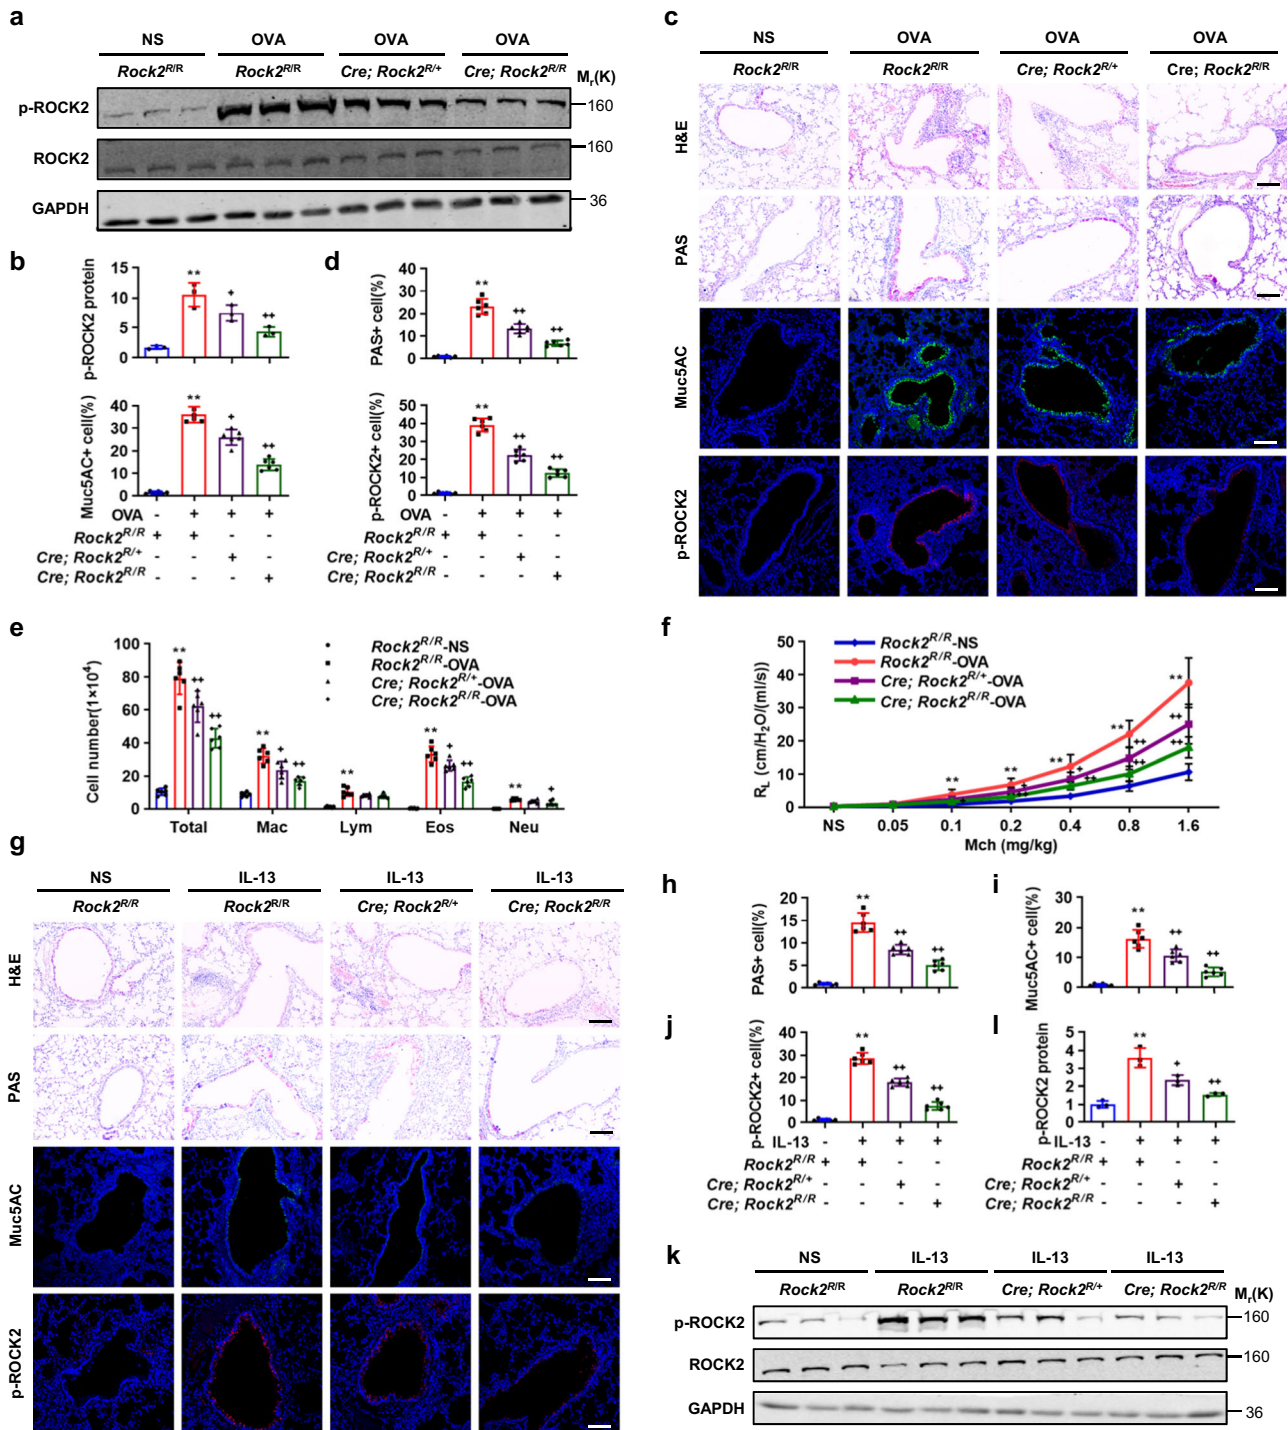 a
NS OVA OVA OVA
Rock2R/R Rock2R/R Cre; Rock2R/+ Cre; Rock2R/R Mr(K)
p-ROCK2 160
ROCK2 160
GAPDH 36
b
p-ROCK2 protein
15
10
5
0
** + ++
Muc5AC+ cell(%)
40
30
20
10
0
** + ++
OVA - + + +
Rock2R/R + + - -
Cre; Rock2R/+ - - + -
Cre; Rock2R/R - - - +
d
PAS+ cell(%)
40
30
20
10
0
** ++ ++
p-ROCK2+ cell(%)
50
40
30
20
10
0
** ++ ++
OVA - + + +
Rock2R/R + + - -
Cre; Rock2R/+ - - + -
Cre; Rock2R/R - - - +
c
NS OVA OVA OVA
Rock2R/R Rock2R/R Cre; Rock2R/+ Cre; Rock2R/R
H&E
PAS
Muc5AC
p-ROCK2
e
Cell number(1×10⁴)
100
80
60
40
20
0
Rock2R/R-NS
Rock2R/R-OVA
Cre; Rock2R/+-OVA
Cre; Rock2R/R-OVA
** ++ ++ ** + ++ ** ** + ++ ** +
Total Mac Lym Eos Neu
f
RL (cm/H2O/(ml/s))
50
40
30
20
10
0
Rock2R/R-NS
Rock2R/R-OVA
Cre; Rock2R/+-OVA
Cre; Rock2R/R-OVA
** ** ** ** **
NS 0.05 0.1 0.2 0.4 0.8 1.6
Mch (mg/kg)
g
NS IL-13 IL-13 IL-13
Rock2R/R Rock2R/R Cre; Rock2R/+ Cre; Rock2R/R
H&E
PAS
Muc5AC
p-ROCK2
h
PAS+ cell(%)
20
15
10
5
0
** ++ ++
i
Muc5AC+ cell(%)
25
20
15
10
5
0
** ++ ++
j
p-ROCK2+ cell(%)
40
30
20
10
0
** ++ ++
IL-13 - + + +
Rock2R/R + + - -
Cre; Rock2R/+ - - + -
Cre; Rock2R/R - - - +
l
p-ROCK2 protein
5
4
3
2
1
0
** + ++
IL-13 - + + +
Rock2R/R + + - -
Cre; Rock2R/+ - - + -
Cre; Rock2R/R - - - +
k
NS IL-13 IL-13 IL-13
Rock2R/R Rock2R/R Cre; Rock2R/+ Cre; Rock2R/R Mr(K)
p-ROCK2 160
ROCK2 160
GAPDH 36